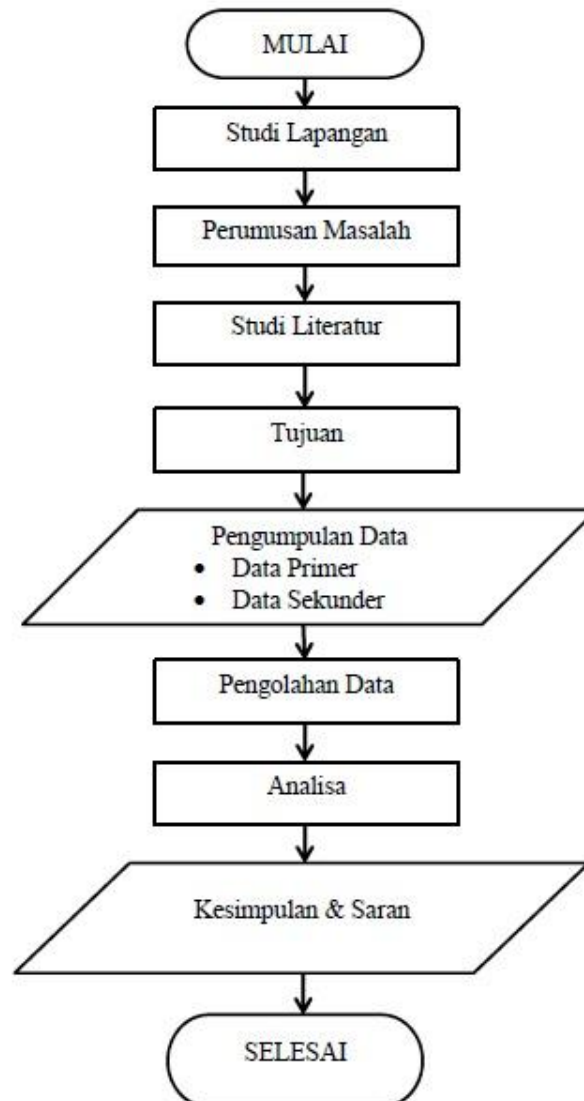 MULAI
Studi Lapangan
Perumusan Masalah
Studi Literatur
Tujuan
Pengumpulan Data
• Data Primer
• Data Sekunder
Pengolahan Data
Analisa
Kesimpulan & Saran
SELESAI